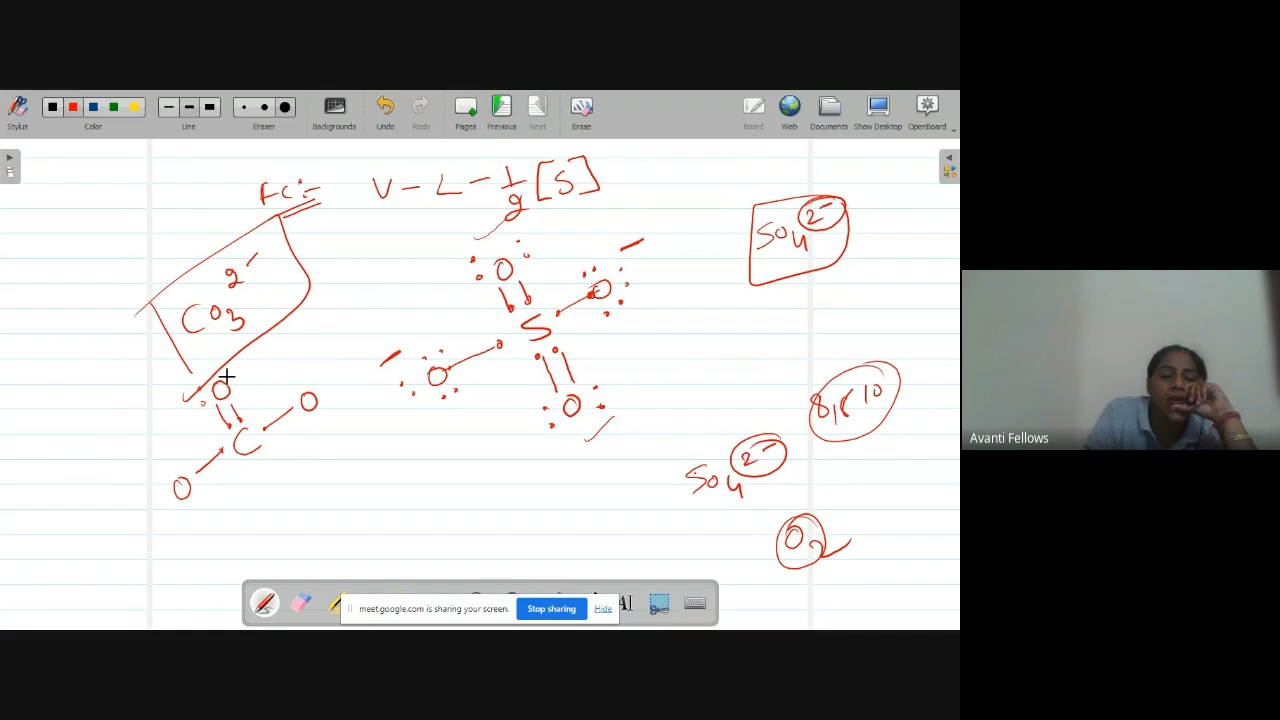 Stylus Color Line Eraser Backgrounds Undo Redo Pages Previous Next Erase Board Web Documents Show Desktop OpenBoard
FC = V - L - 1/2 [S]
SO4 2-
CO3 2-
O O
S
O O
O O
C
O
8, 8 10
SO4 2-
O2
Avanti Fellows
meet.google.com is sharing your screen. Stop sharing Hide
AI